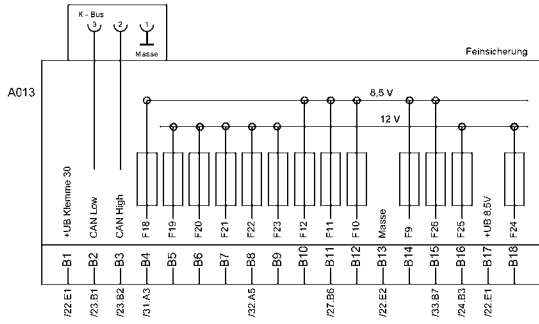 K - Bus
3 2 1
Masse
Feinsicherung
A013
8,5 V
12 V
+UB Klemme 30
CAN Low
CAN High
F18
F19
F20
F21
F22
F23
F12
F11
F10
Masse
F9
F26
F25
+UB 8,5V
F24
B1 B2 B3 B4 B5 B6 B7 B8 B9 B10 B11 B12 B13 B14 B15 B16 B17 B18
/22.E1
/23.B1
/23.B2
/31.A3
/32.A5
/27.B6
/22.E2
/33.B7
/24.B3
/22.E1